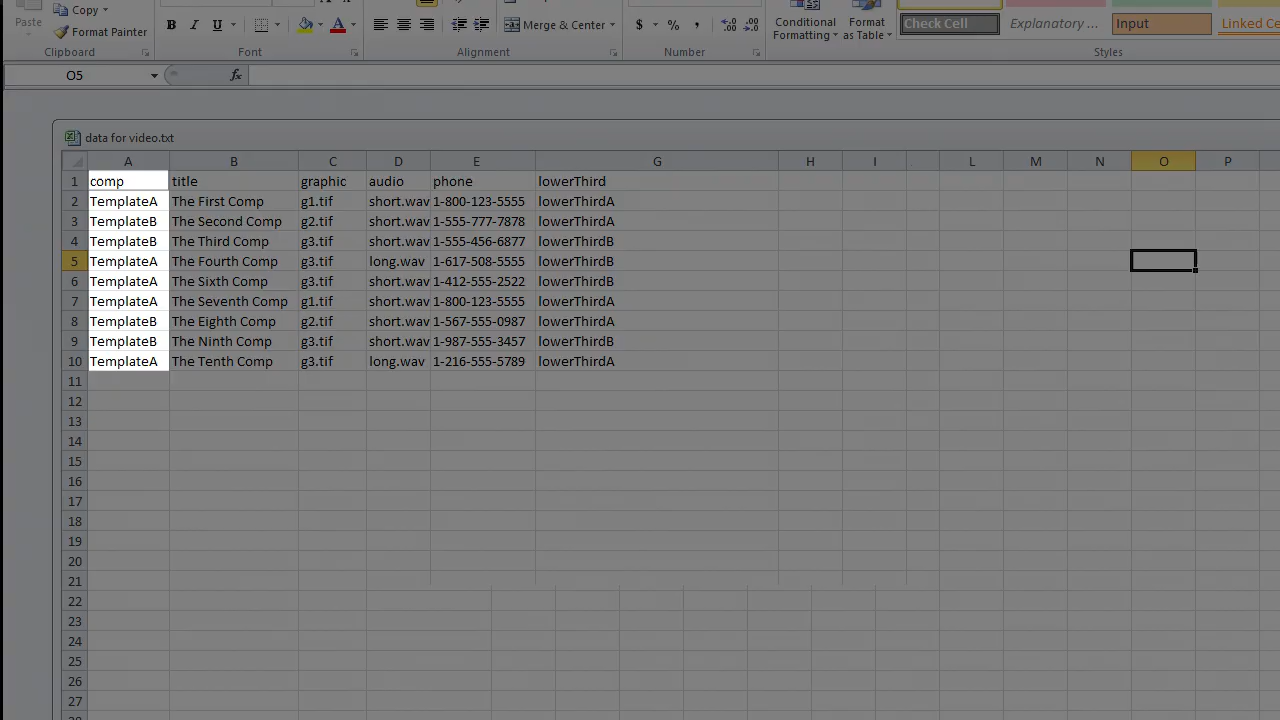 Paste
Copy
Format Painter
B I U
Merge & Center
$ % ,
Conditional Formatting
Format as Table
Check Cell
Explanatory ...
Input
Linked Ce
Clipboard
Font
Alignment
Number
Styles
O5
fx
data for video.txt
A B C D E G H I L M N O P
1 comp title graphic audio phone lowerThird
2 TemplateA The First Comp g1.tif short.wav 1-800-123-5555 lowerThirdA
3 TemplateB The Second Comp g2.tif short.wav 1-555-777-7878 lowerThirdA
4 TemplateB The Third Comp g3.tif short.wav 1-555-456-6877 lowerThirdB
5 TemplateA The Fourth Comp g3.tif long.wav 1-617-508-5555 lowerThirdB
6 TemplateA The Sixth Comp g3.tif short.wav 1-412-555-2522 lowerThirdB
7 TemplateA The Seventh Comp g1.tif short.wav 1-800-123-5555 lowerThirdA
8 TemplateB The Eighth Comp g2.tif short.wav 1-567-555-0987 lowerThirdA
9 TemplateB The Ninth Comp g3.tif short.wav 1-987-555-3457 lowerThirdB
10 TemplateA The Tenth Comp g3.tif long.wav 1-216-555-5789 lowerThirdA
11
12
13
14
15
16
17
18
19
20
21
22
23
24
25
26
27